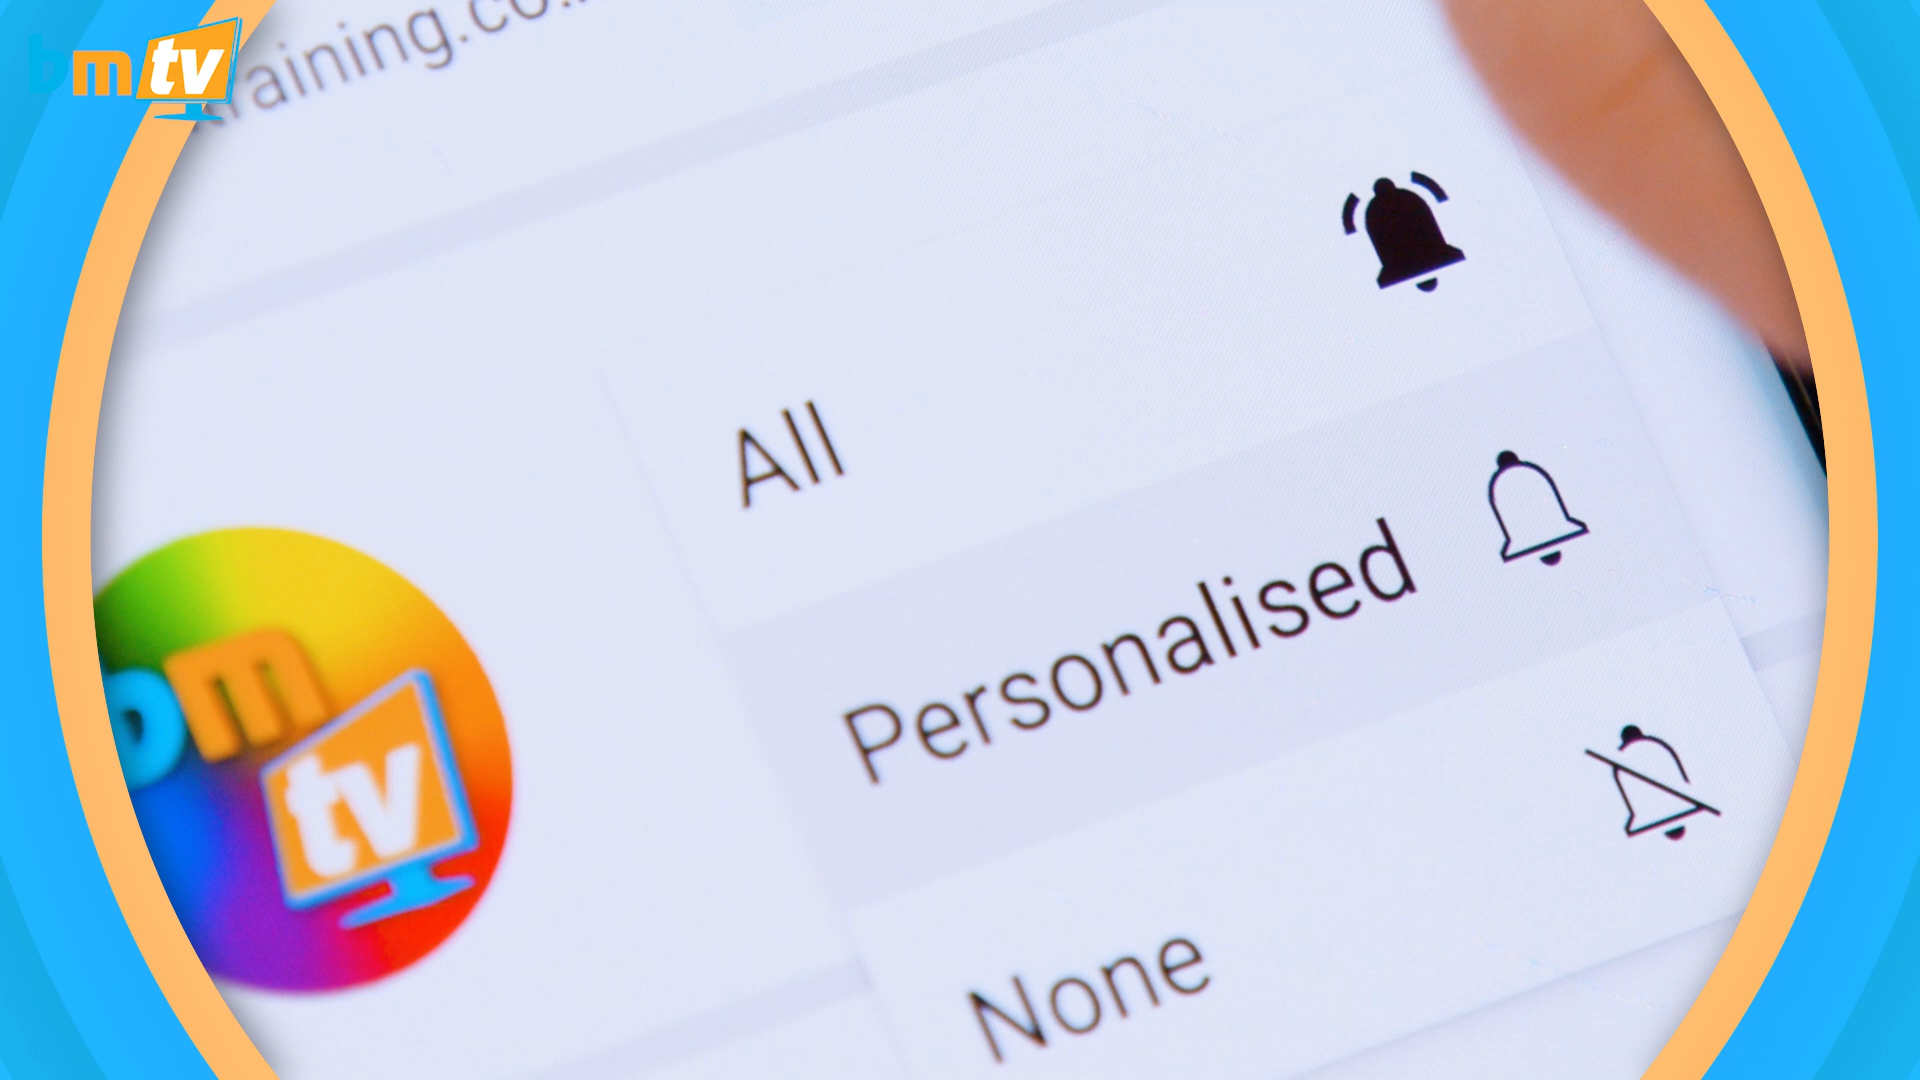 bmtv
raining.co.
All
Personalised
None
bm
tv